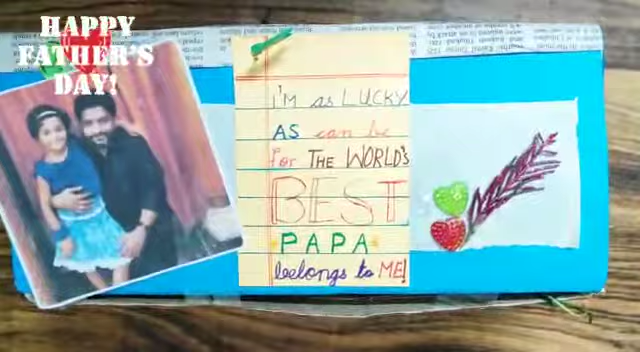 HAPPY
FATHER'S
DAY!
i'M as LUCKY
AS can be
for THE WORLD'S
BEST
PAPA
belongs to ME!